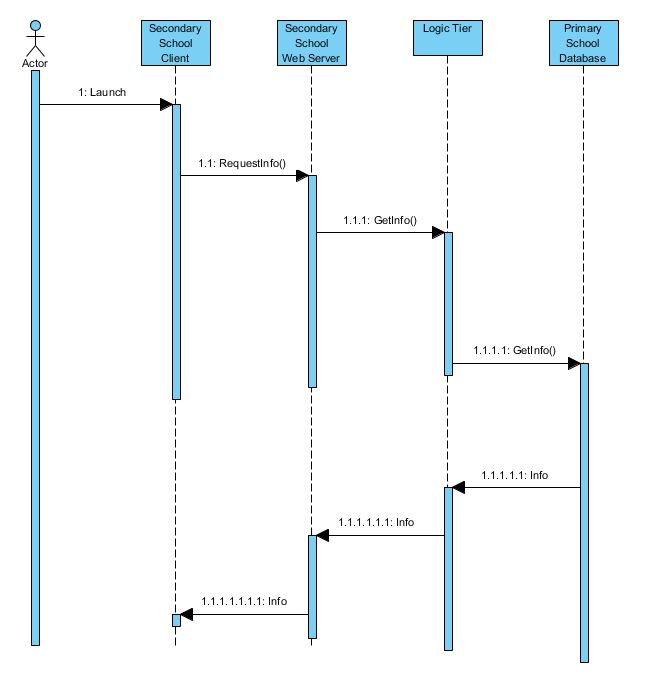 Actor
Secondary
School
Client
Secondary
School
Web Server
Logic Tier
Primary
School
Database
1: Launch
1.1: RequestInfo()
1.1.1: GetInfo()
1.1.1.1: GetInfo()
1.1.1.1.1: Info
1.1.1.1.1.1: Info
1.1.1.1.1.1.1: Info